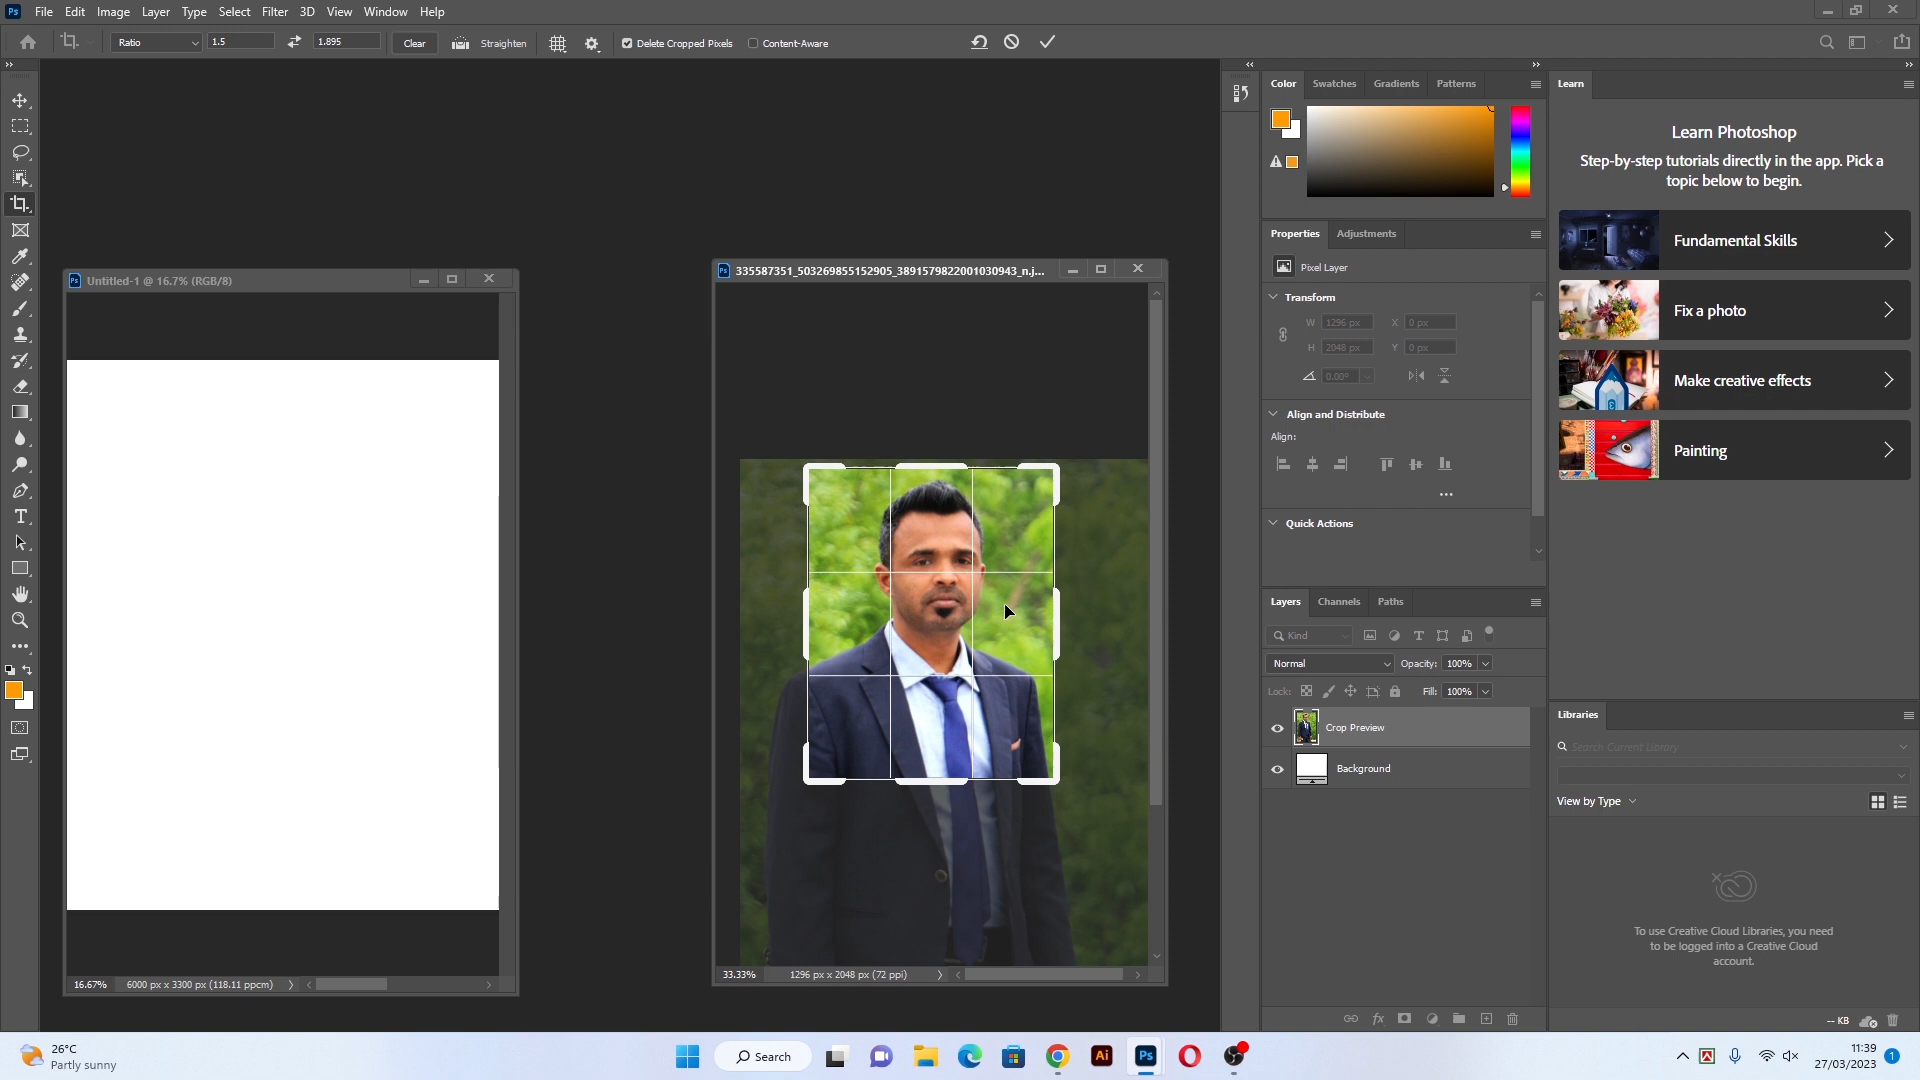 Ps File Edit Image Layer Type Select Filter 3D View Window Help
Ratio 1.5 1.895 Clear Straighten Delete Cropped Pixels Content-Aware
Color Swatches Gradients Patterns
Learn
Learn Photoshop
Step-by-step tutorials directly in the app. Pick a
topic below to begin.
Fundamental Skills
Fix a photo
Make creative effects
Painting
Properties Adjustments
Pixel Layer
Transform
W 1296 px X 0 px
H 2048 px Y 0 px
0.00°
Align and Distribute
Align:
Quick Actions
Ps Untitled-1 @ 16.7% (RGB/8)
Ps 335587351_503269855152905_3891579822001030943_n.j...
16.67% 6000 px x 3300 px (118.11 ppcm)
33.33% 1296 px x 2048 px (72 ppi)
Layers Channels Paths
Kind
Normal Opacity: 100%
Lock: Fill: 100%
Crop Preview
Background
fx
Libraries
Search Current Library
View by Type
To use Creative Cloud Libraries, you need
to be logged into a Creative Cloud
account.
-- KB
26°C
Partly sunny
Search
Ai
Ps
11:39
27/03/2023
1